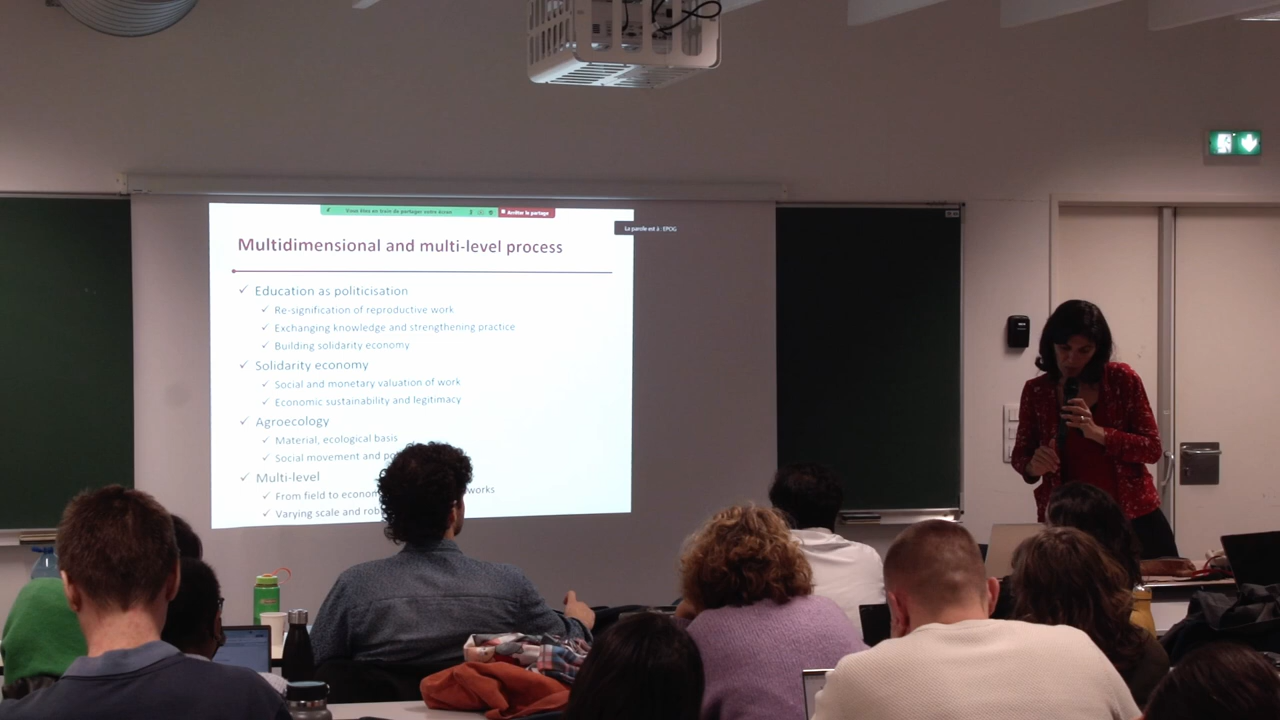 Vous êtes en train de partager votre écran
Arrêter le partage
La parole est à : EPOG
Multidimensional and multi-level process
Education as politicisation
Re-signification of reproductive work
Exchanging knowledge and strengthening practice
Building solidarity economy
Solidarity economy
Social and monetary valuation of work
Economic sustainability and legitimacy
Agroecology
Material, ecological basis
Social movement and
Multi-level
From field to works
Varying scale and